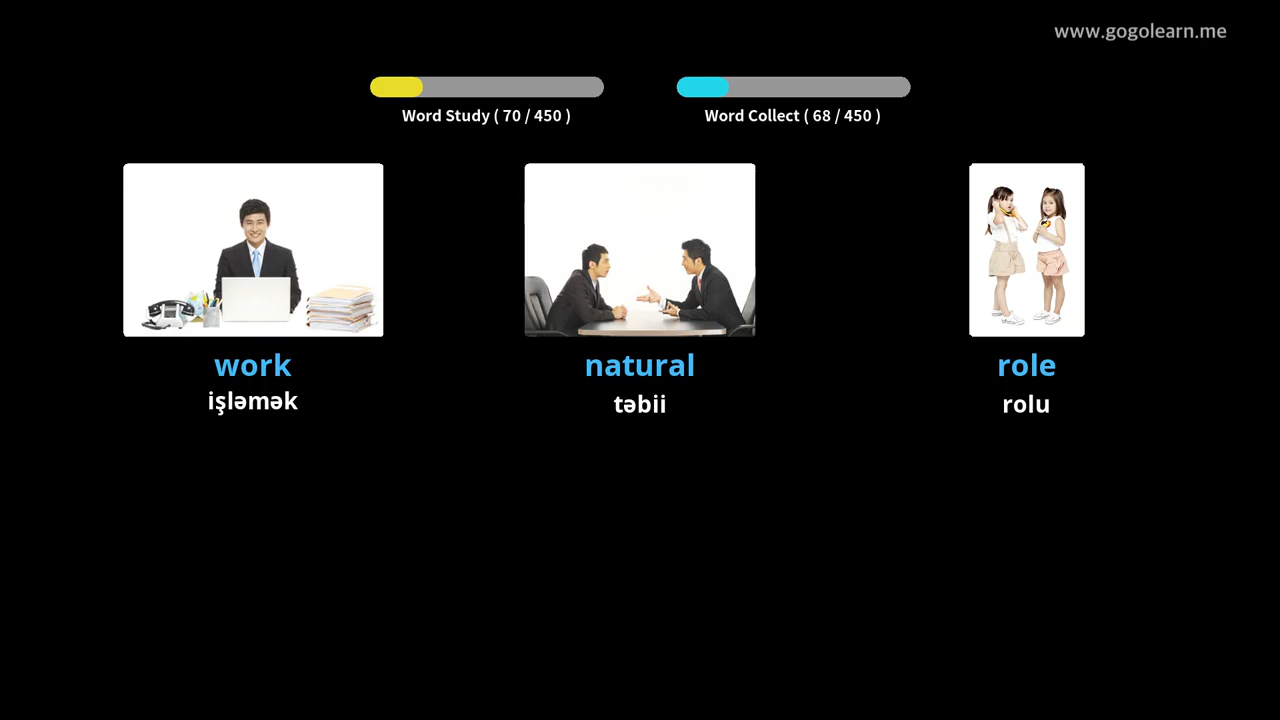 www.gogolearn.me
Word Study ( 70 / 450 )
Word Collect ( 68 / 450 )
work
işləmək
natural
təbii
role
rolu